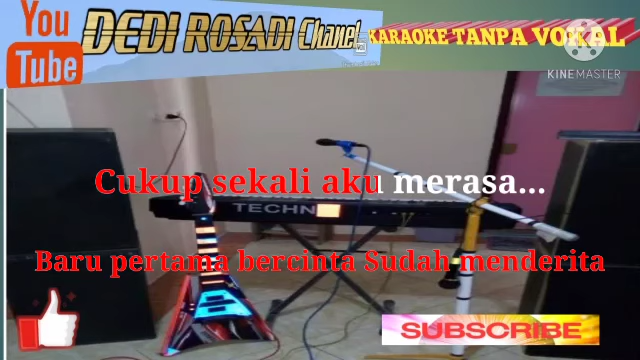 You
Tube
DEDI ROSADI Chanel
KARAOKE TANPA VOKAL
KINEMASTER
Cukup sekali aku merasa...
TECHN
Baru pertama bercinta Sudah menderita
SUBSCRIBE